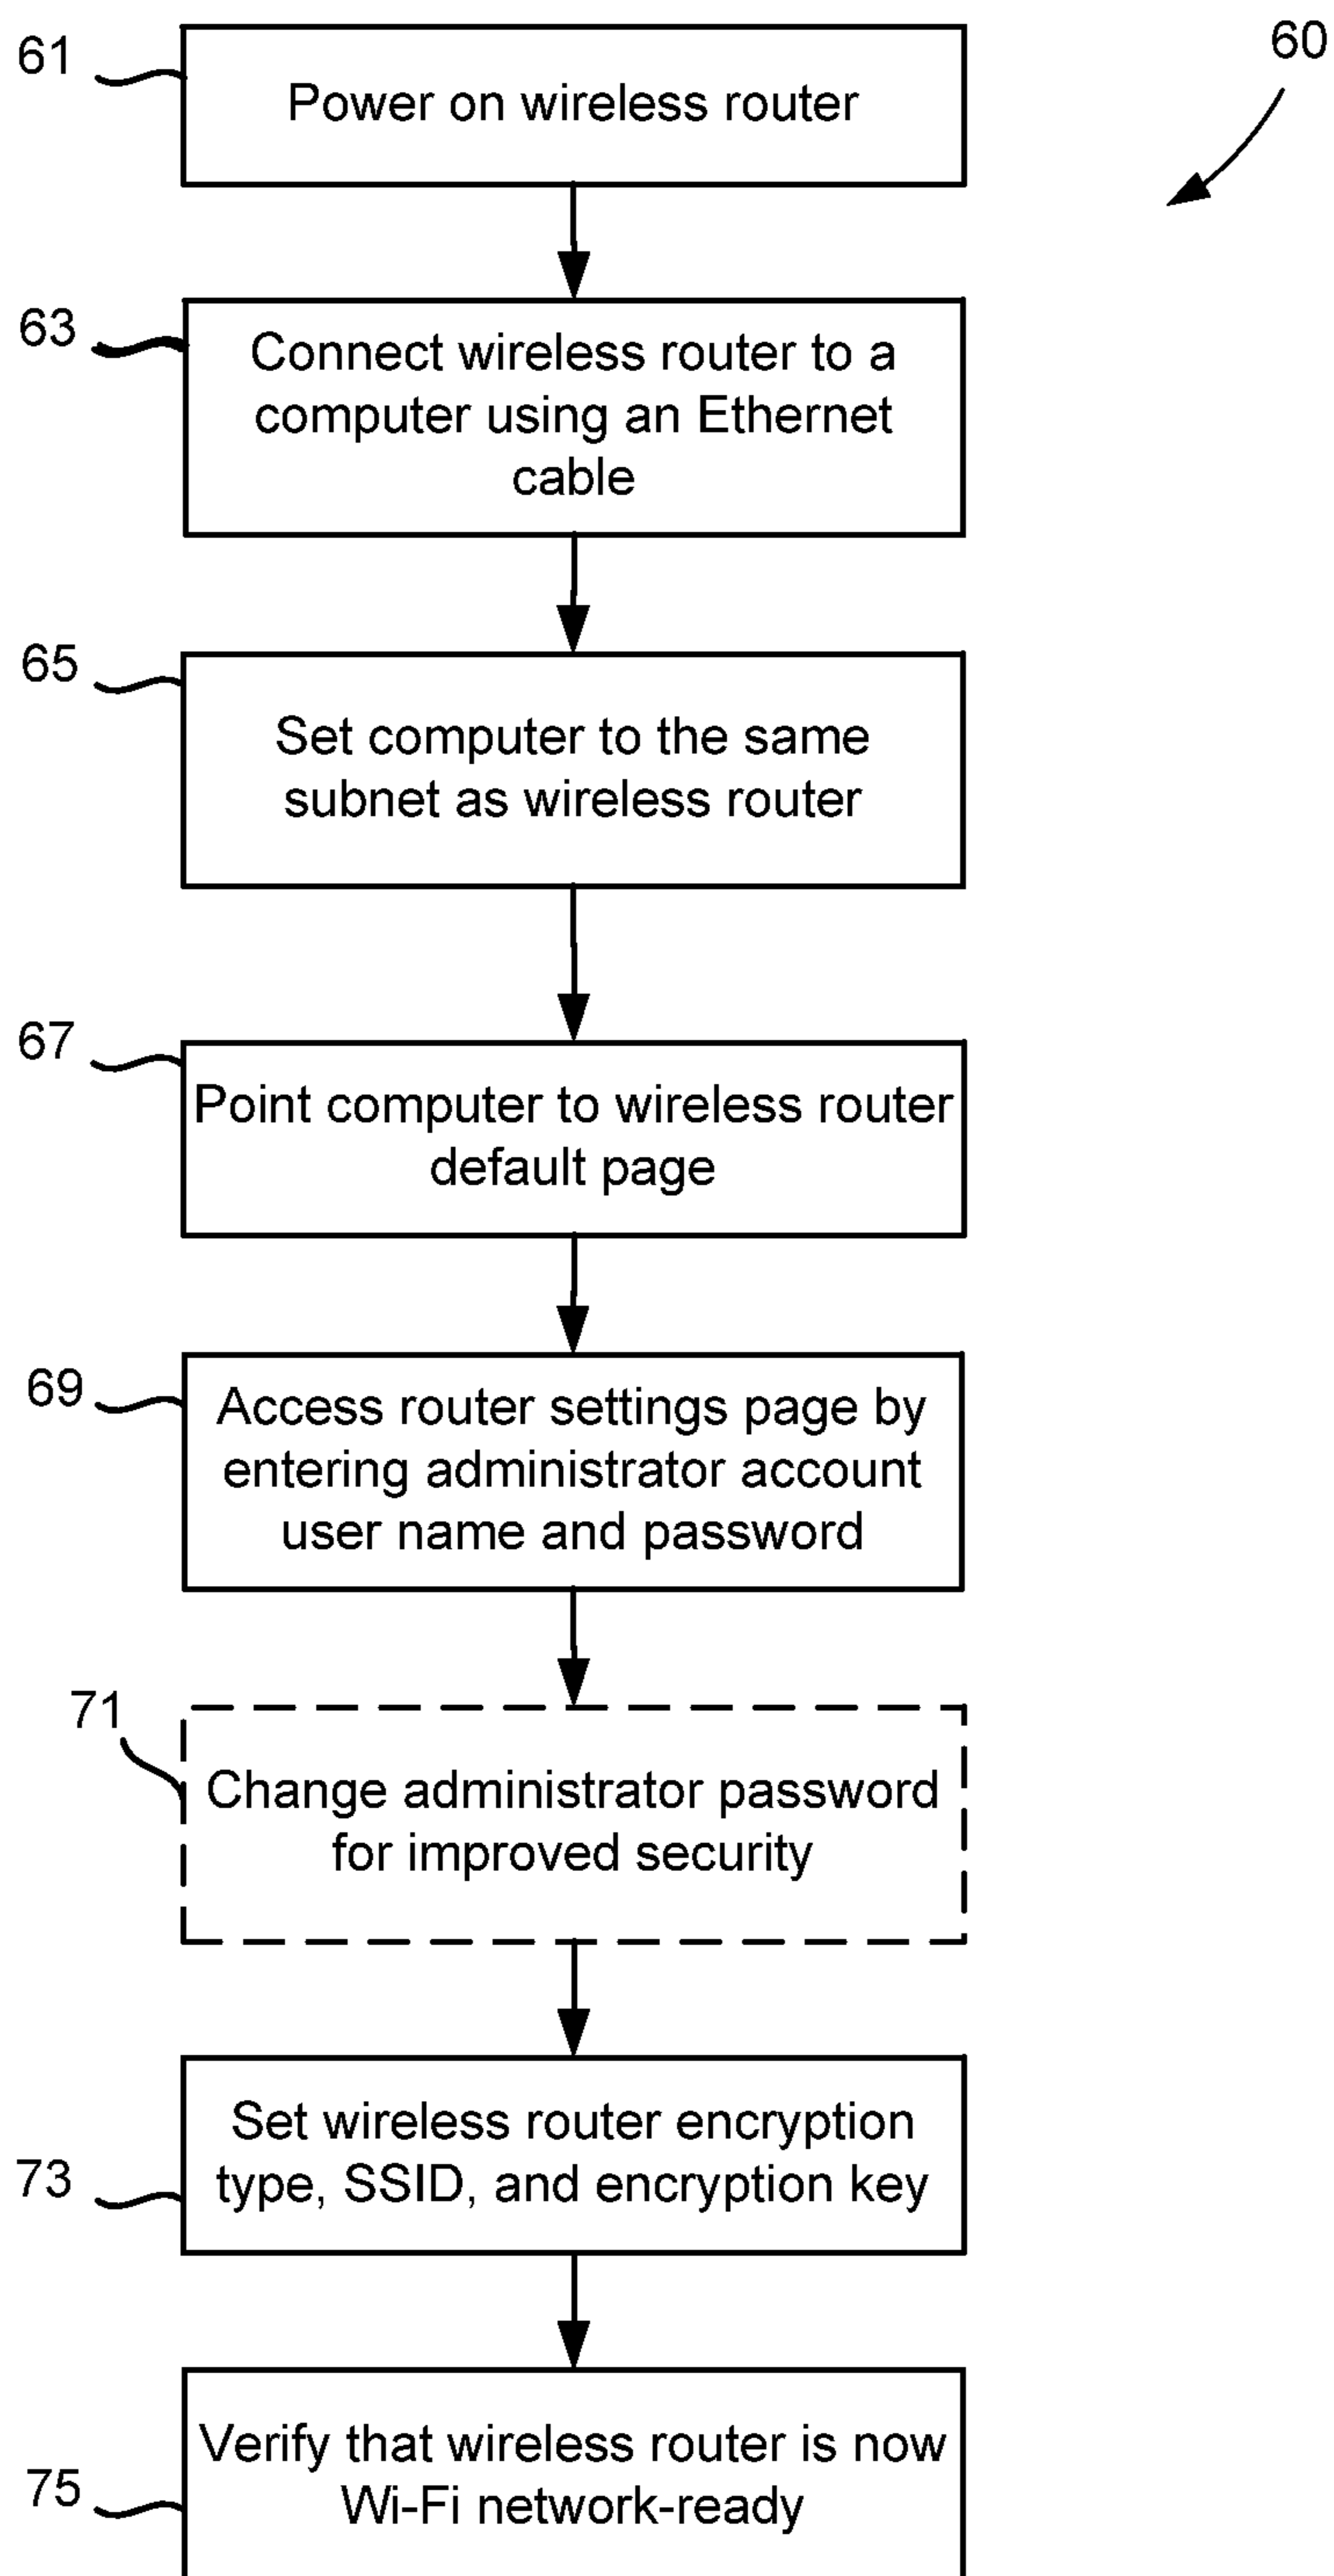 61
60
Power on wireless router
63
Connect wireless router to a
computer using an Ethernet
cable
65
Set computer to the same
subnet as wireless router
67
Point computer to wireless router
default page
69
Access router settings page by
entering administrator account
user name and password
71
Change administrator password
for improved security
Set wireless router encryption
type, SSID, and encryption key
73
Verify that wireless router is now
Wi-Fi network-ready
75